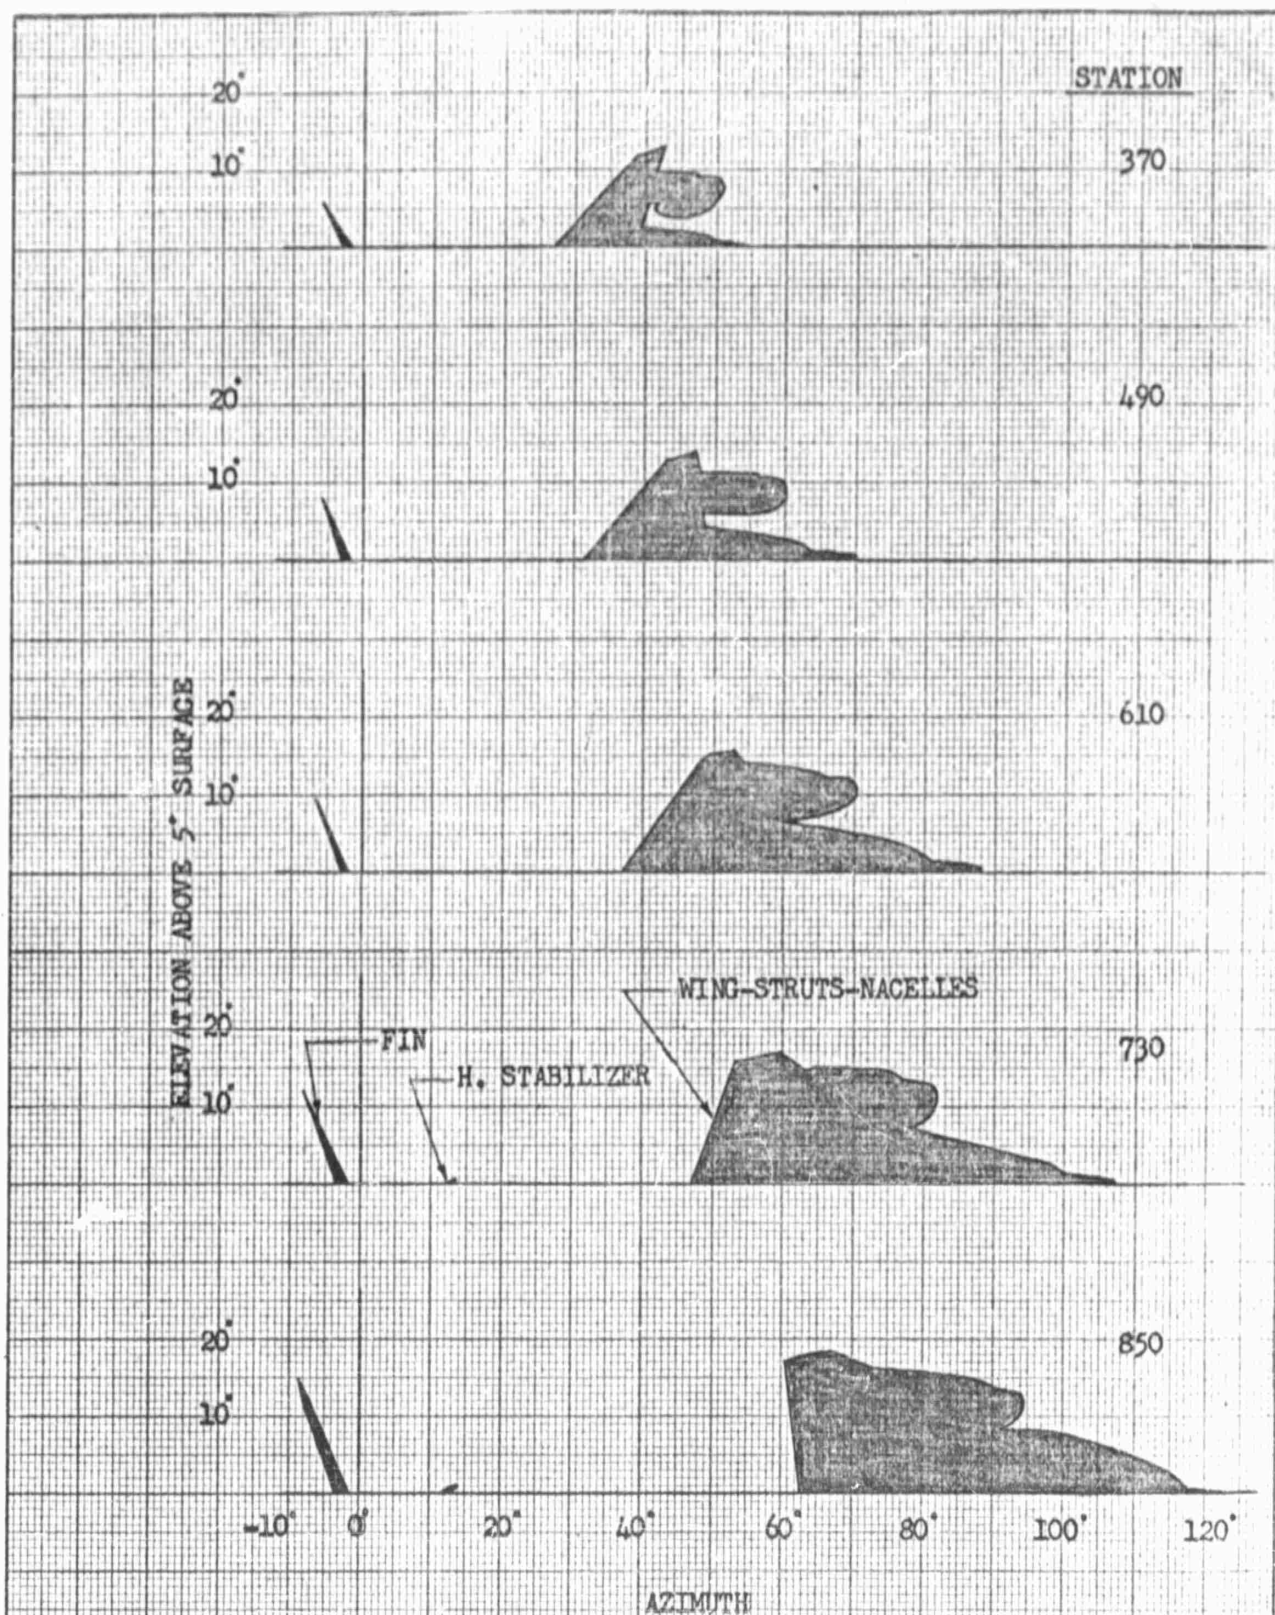 STATION
20°
10°
370
20°
490
10°
20°
610
10°
ELEVATION ABOVE 5° SURFACE
WING-STRUTS-NACELLES
20°
FIN
730
H. STABILIZER
10°
20°
850
10°
-10° 0° 20° 40° 60° 80° 100° 120°
AZIMUTH